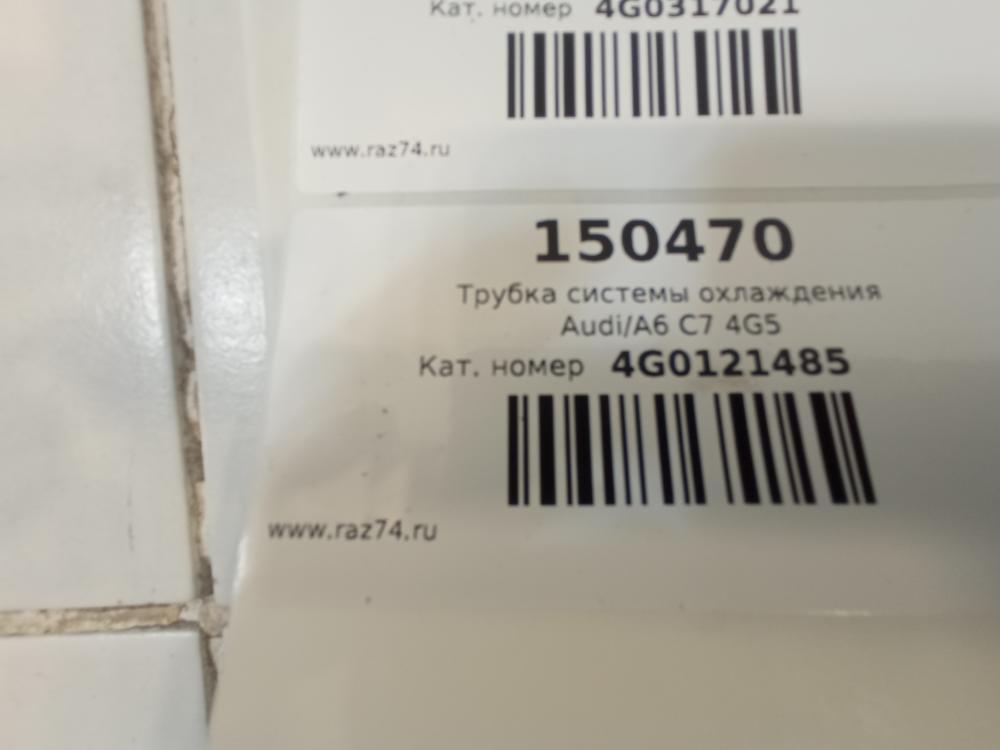 Кат. номер 4G0317021
www.raz74.ru
150470
Трубка системы охлаждения
Audi/A6 C7 4G5
Кат. номер 4G0121485
www.raz74.ru